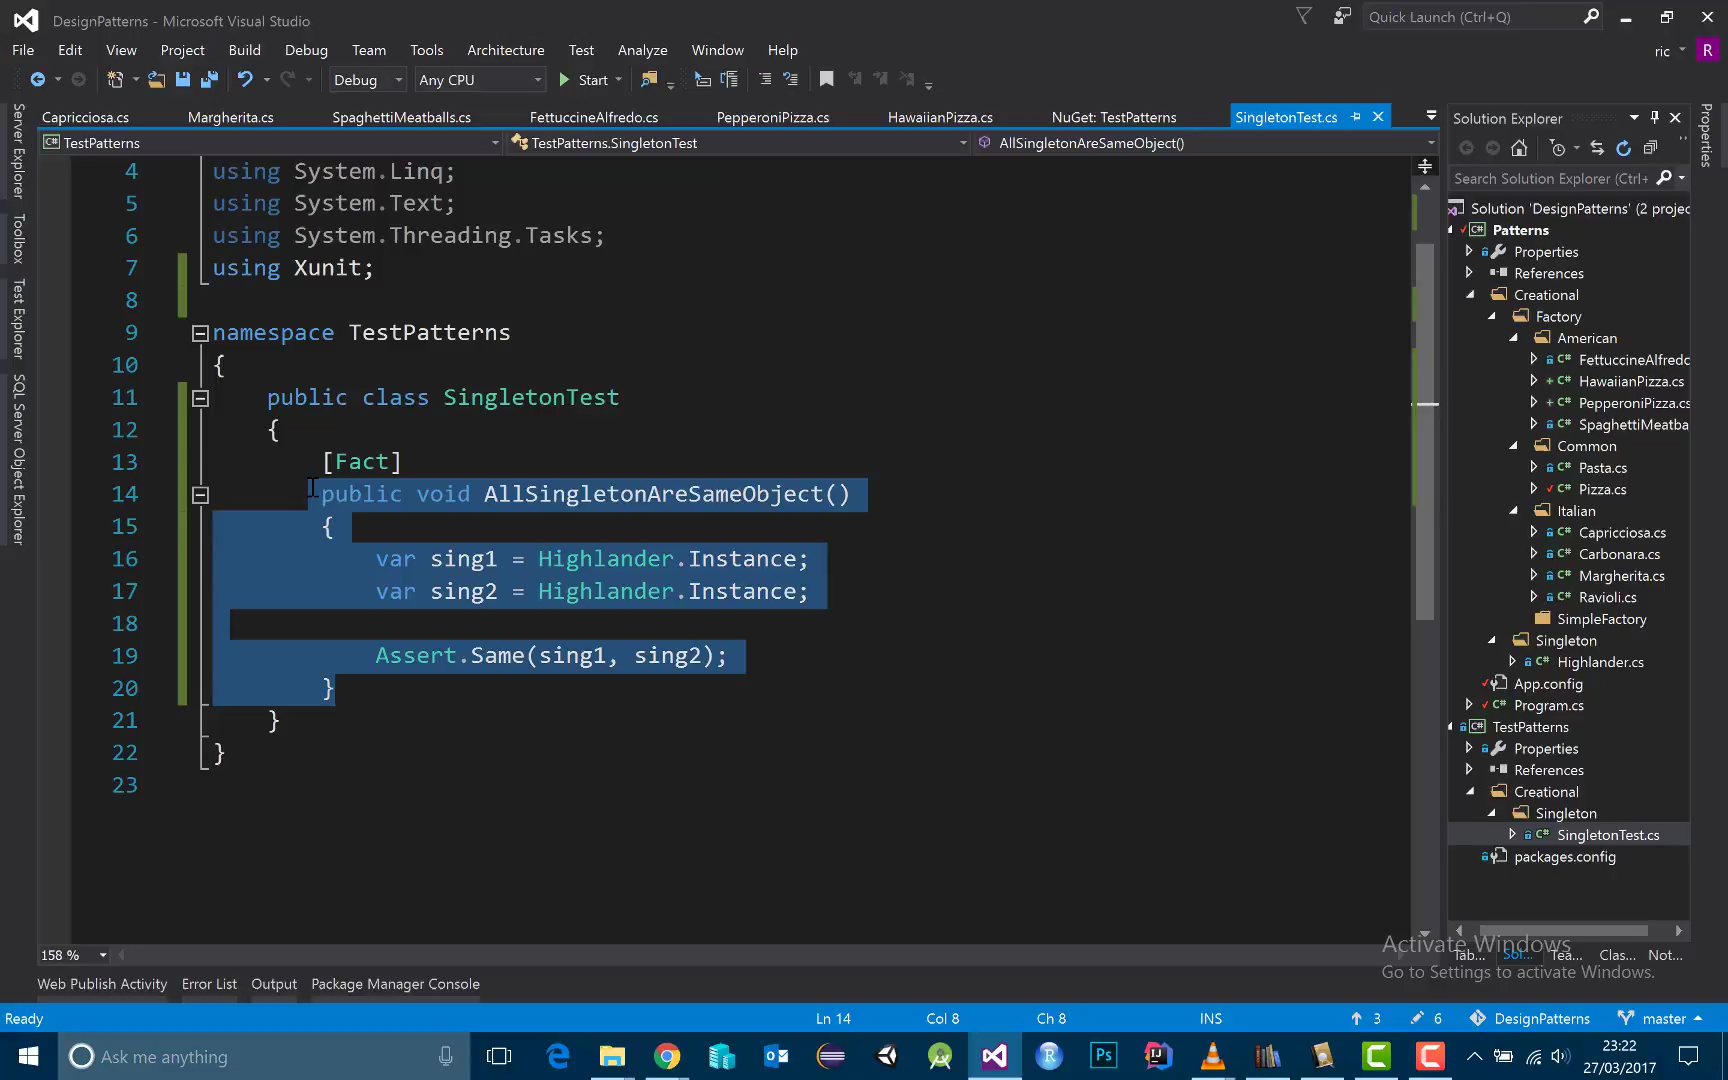 DesignPatterns - Microsoft Visual Studio
Quick Launch (Ctrl+Q)
File Edit View Project Build Debug Team Tools Architecture Test Analyze Window Help
ric R
Debug Any CPU Start
Capricciosa.cs Margherita.cs SpaghettiMeatballs.cs FettuccineAlfredo.cs PepperoniPizza.cs HawaiianPizza.cs NuGet: TestPatterns SingletonTest.cs
TestPatterns TestPatterns.SingletonTest AllSingletonAreSameObject()
Server Explorer
Toolbox
Test Explorer
SQL Server Object Explorer
4 using System.Linq;
5 using System.Text;
6 using System.Threading.Tasks;
7 using Xunit;
8
9 namespace TestPatterns
10 {
11 public class SingletonTest
12 {
13 [Fact]
14 public void AllSingletonAreSameObject()
15 {
16 var sing1 = Highlander.Instance;
17 var sing2 = Highlander.Instance;
18
19 Assert.Same(sing1, sing2);
20 }
21 }
22 }
23
158 %
Solution Explorer
Search Solution Explorer (Ctrl+
Solution 'DesignPatterns' (2 projec
C# Patterns
Properties
References
Creational
Factory
American
C# FettuccineAlfredo
C# HawaiianPizza.cs
C# PepperoniPizza.cs
C# SpaghettiMeatba
Common
C# Pasta.cs
C# Pizza.cs
Italian
C# Capricciosa.cs
C# Carbonara.cs
C# Margherita.cs
C# Ravioli.cs
SimpleFactory
Singleton
C# Highlander.cs
App.config
C# Program.cs
C# TestPatterns
Properties
References
Creational
Singleton
C# SingletonTest.cs
packages.config
Tab... Sol... Tea... Clas... Not...
Properties
Activate Windows
Go to Settings to activate Windows.
Web Publish Activity Error List Output Package Manager Console
Ready Ln 14 Col 8 Ch 8 INS 3 6 DesignPatterns master
Ask me anything
R Ps
23:22
27/03/2017